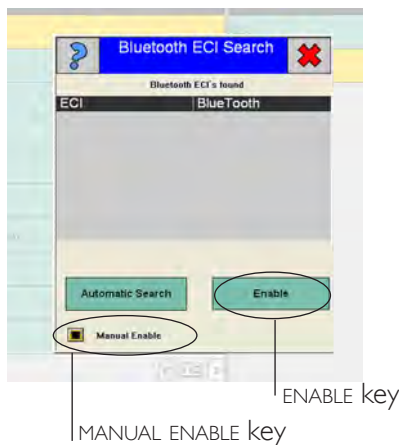 Bluetooth ECI Search
Bluetooth ECI's found
ECI BlueTooth
Automatic Search Enable
Manual Enable
ENABLE key
MANUAL ENABLE key